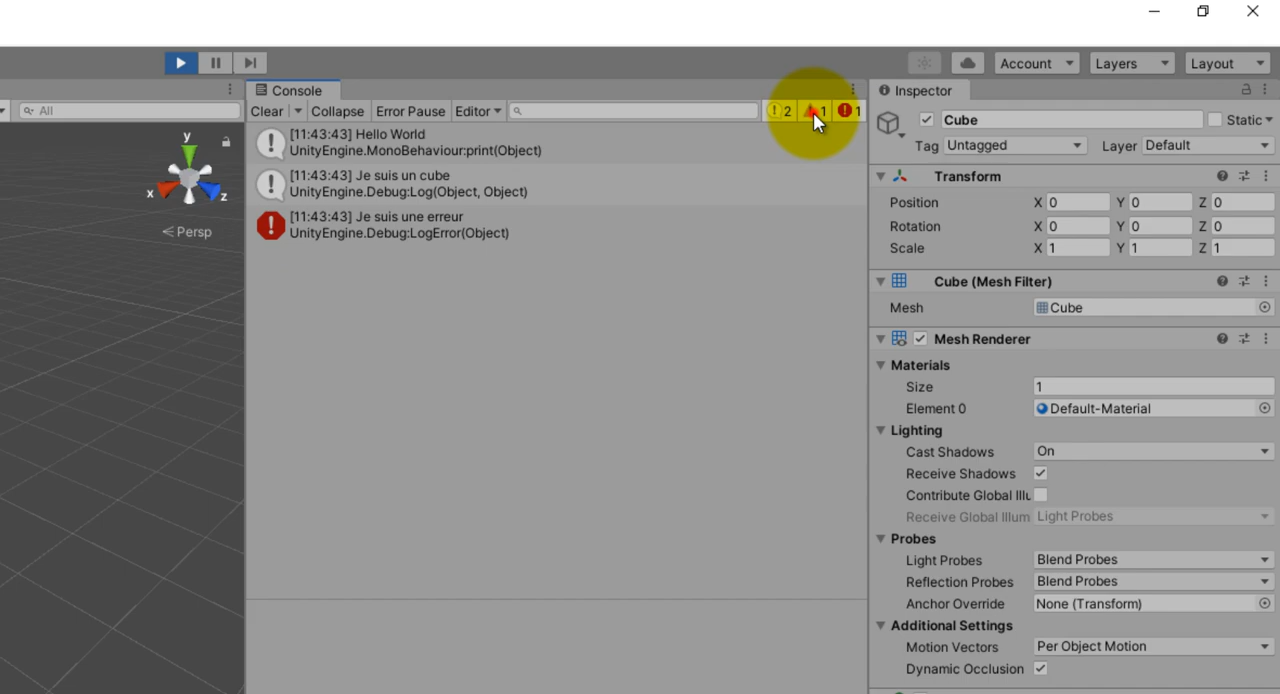 Account
Layers
Layout
Console
Inspector
All
Clear
Collapse
Error Pause
Editor
2
1
1
Cube
Static
Tag
Untagged
Layer
Default
[11:43:43] Hello World
UnityEngine.MonoBehaviour:print(Object)
[11:43:43] Je suis un cube
UnityEngine.Debug:Log(Object, Object)
[11:43:43] Je suis une erreur
UnityEngine.Debug:LogError(Object)
y
x
z
Persp
Transform
Position X 0 Y 0 Z 0
Rotation X 0 Y 0 Z 0
Scale X 1 Y 1 Z 1
Cube (Mesh Filter)
Mesh Cube
Mesh Renderer
Materials
Size 1
Element 0 Default-Material
Lighting
Cast Shadows On
Receive Shadows
Contribute Global Illu
Receive Global Illum Light Probes
Probes
Light Probes Blend Probes
Reflection Probes Blend Probes
Anchor Override None (Transform)
Additional Settings
Motion Vectors Per Object Motion
Dynamic Occlusion